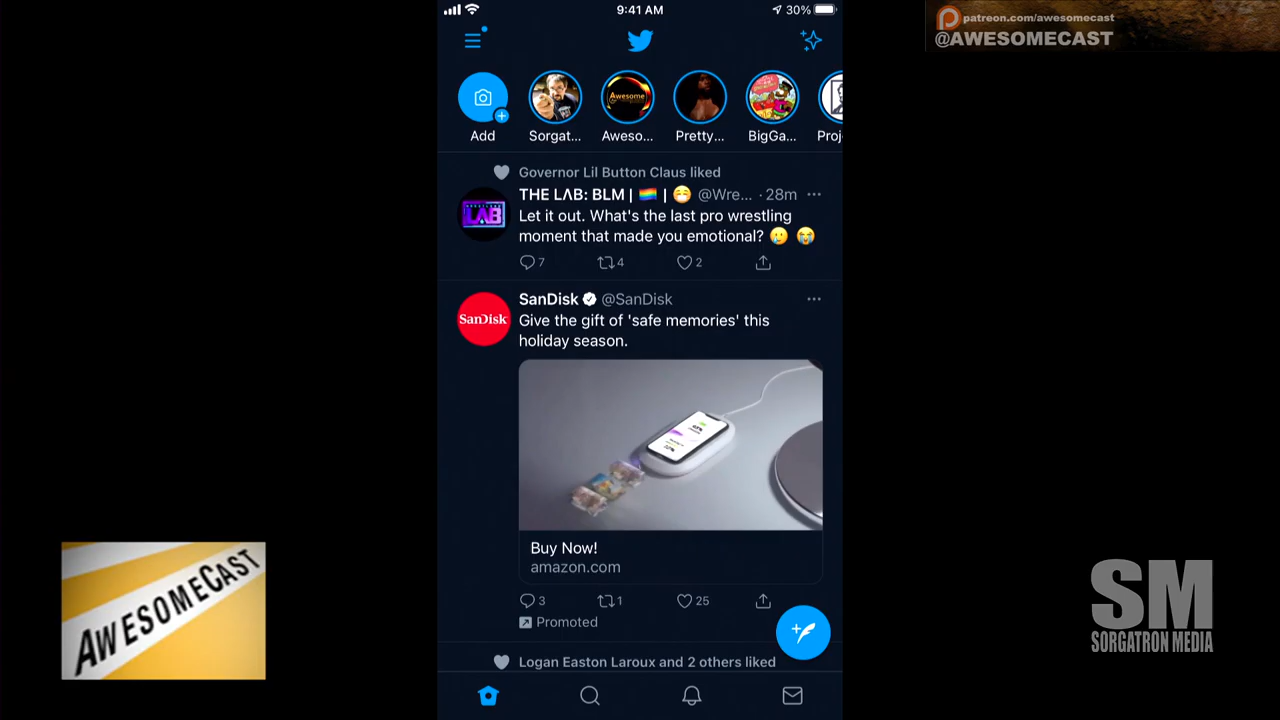 9:41 AM
30%
patreon.com/awesomecast
@AWESOMECAST
Awesome
Add
Sorgat...
Aweso...
Pretty...
BigGa...
Proj
Governor Lil Button Claus liked
THE LΛB: BLM | 🏳️‍🌈 | 😷 @Wre... · 28m
LAB
Let it out. What's the last pro wrestling
moment that made you emotional? 🥲 😭
7 4 2
SanDisk @SanDisk
SanDisk
Give the gift of 'safe memories' this
holiday season.
Buy Now!
amazon.com
3 1 25
Promoted
Logan Easton Laroux and 2 others liked
AWESOMECAST
SM
SORGATRON MEDIA